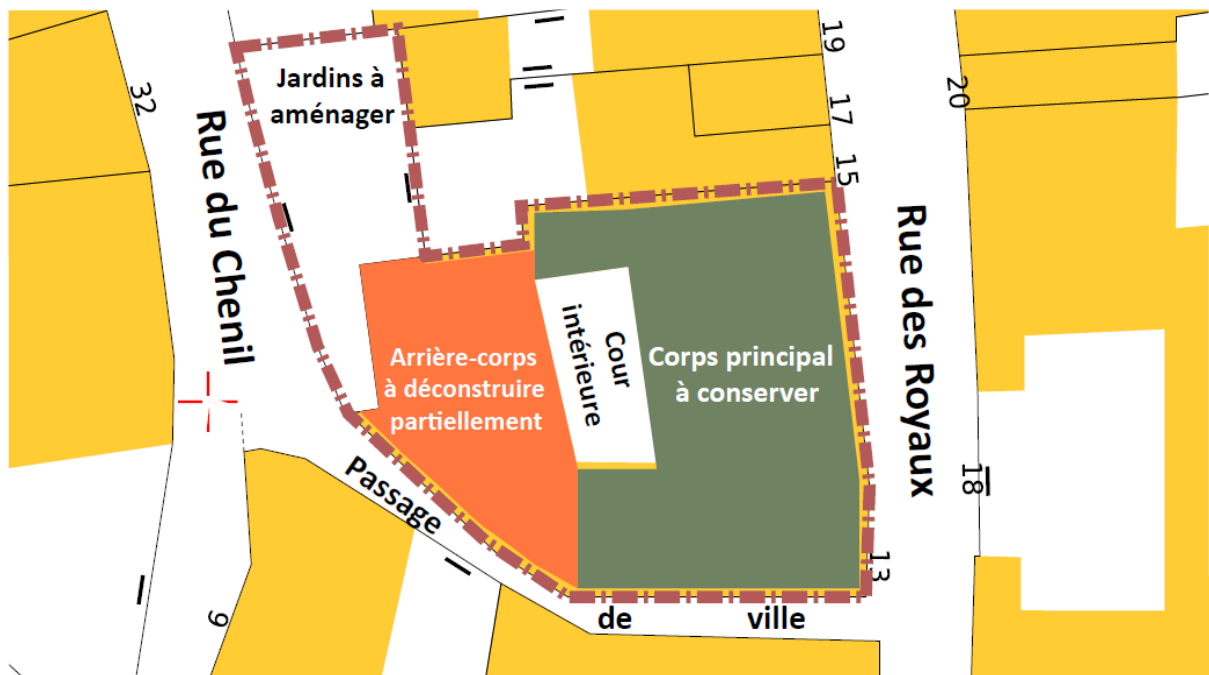 19
Jardins à
aménager
32
20
17
15
Rue du Chenil
Rue des Royaux
Cour
intérieure
Arrière-corps
à déconstruire
partiellement
Corps principal
à conserver
Passage
18
13
9
de
ville